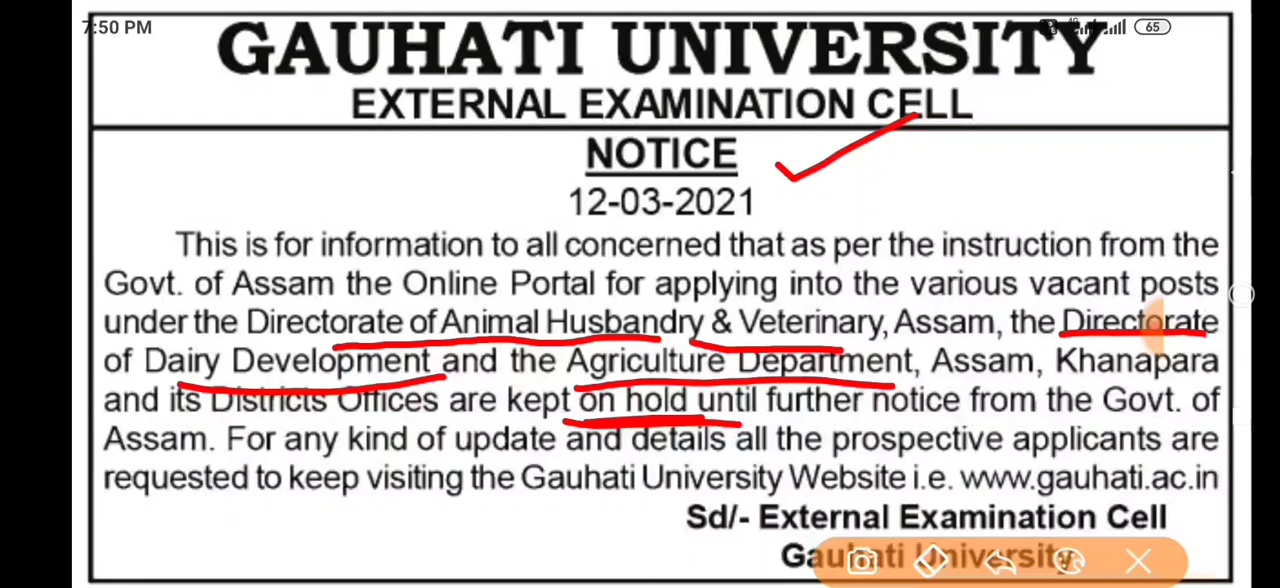 7:50 PM
4G
65
GAUHATI UNIVERSITY
EXTERNAL EXAMINATION CELL
NOTICE
12-03-2021
This is for information to all concerned that as per the instruction from the
Govt. of Assam the Online Portal for applying into the various vacant posts
under the Directorate of Animal Husbandry & Veterinary, Assam, the Directorate
of Dairy Development and the Agriculture Department, Assam, Khanapara
and its Districts Offices are kept on hold until further notice from the Govt. of
Assam. For any kind of update and details all the prospective applicants are
requested to keep visiting the Gauhati University Website i.e. www.gauhati.ac.in
Sd/- External Examination Cell
Gauhati University